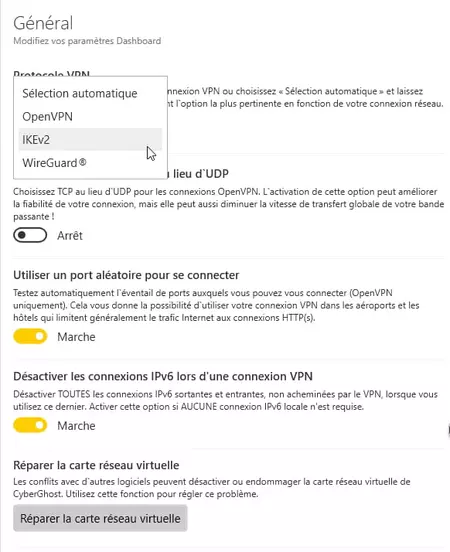 Général
Modifiez vos paramètres Dashboard
Protocole VPN
nnexion VPN ou choisissez « Sélection automatique » et laissez
Sélection automatique
nt l'option la plus pertinente en fonction de votre connexion réseau.
OpenVPN
IKEv2
WireGuard®
u lieu d'UDP
Choisissez TCP au lieu d'UDP pour les connexions OpenVPN. L'activation de cette option peut améliorer
la fiabilité de votre connexion, mais elle peut aussi diminuer la vitesse de transfert globale de votre bande
passante !
Arrêt
Utiliser un port aléatoire pour se connecter
Testez automatiquement l'éventail de ports auxquels vous pouvez vous connecter (OpenVPN
uniquement). Cela vous donne la possibilité d'utiliser votre connexion VPN dans les aéroports et les
hôtels qui limitent généralement le trafic Internet aux connexions HTTP(s).
Marche
Désactiver les connexions IPv6 lors d'une connexion VPN
Désactiver TOUTES les connexions IPv6 sortantes et entrantes, non acheminées par le VPN, lorsque vous
utilisez ce dernier. Activer cette option si AUCUNE connexion IPv6 locale n'est requise.
Marche
Réparer la carte réseau virtuelle
Les conflits avec d'autres logiciels peuvent désactiver ou endommager la carte réseau virtuelle de
CyberGhost. Utilisez cette fonction pour régler ce problème.
Réparer la carte réseau virtuelle